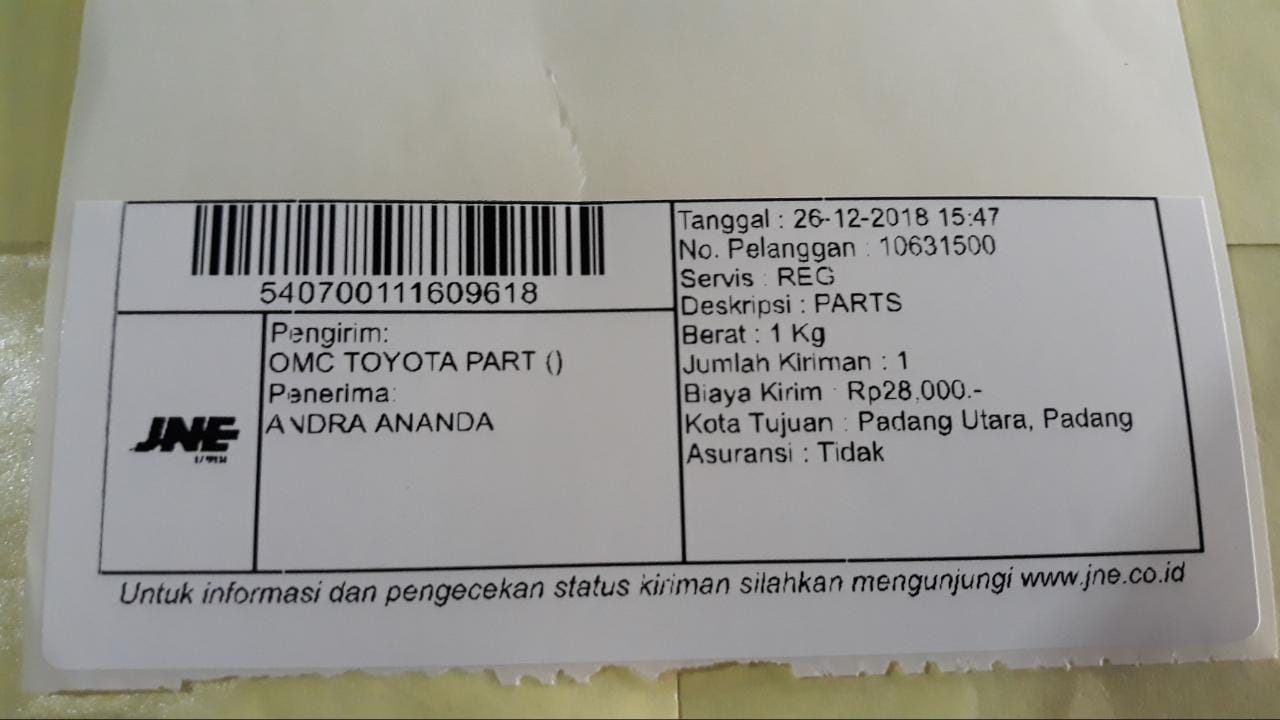 540700111609618
Pengirim:
OMC TOYOTA PART ()
Penerima:
ANDRA ANANDA
JNE
Tanggal : 26-12-2018 15:47
No. Pelanggan : 10631500
Servis : REG
Deskripsi : PARTS
Berat : 1 Kg
Jumlah Kiriman : 1
Biaya Kirim : Rp28,000.-
Kota Tujuan : Padang Utara, Padang
Asuransi : Tidak
Untuk informasi dan pengecekan status kiriman silahkan mengunjungi www.jne.co.id